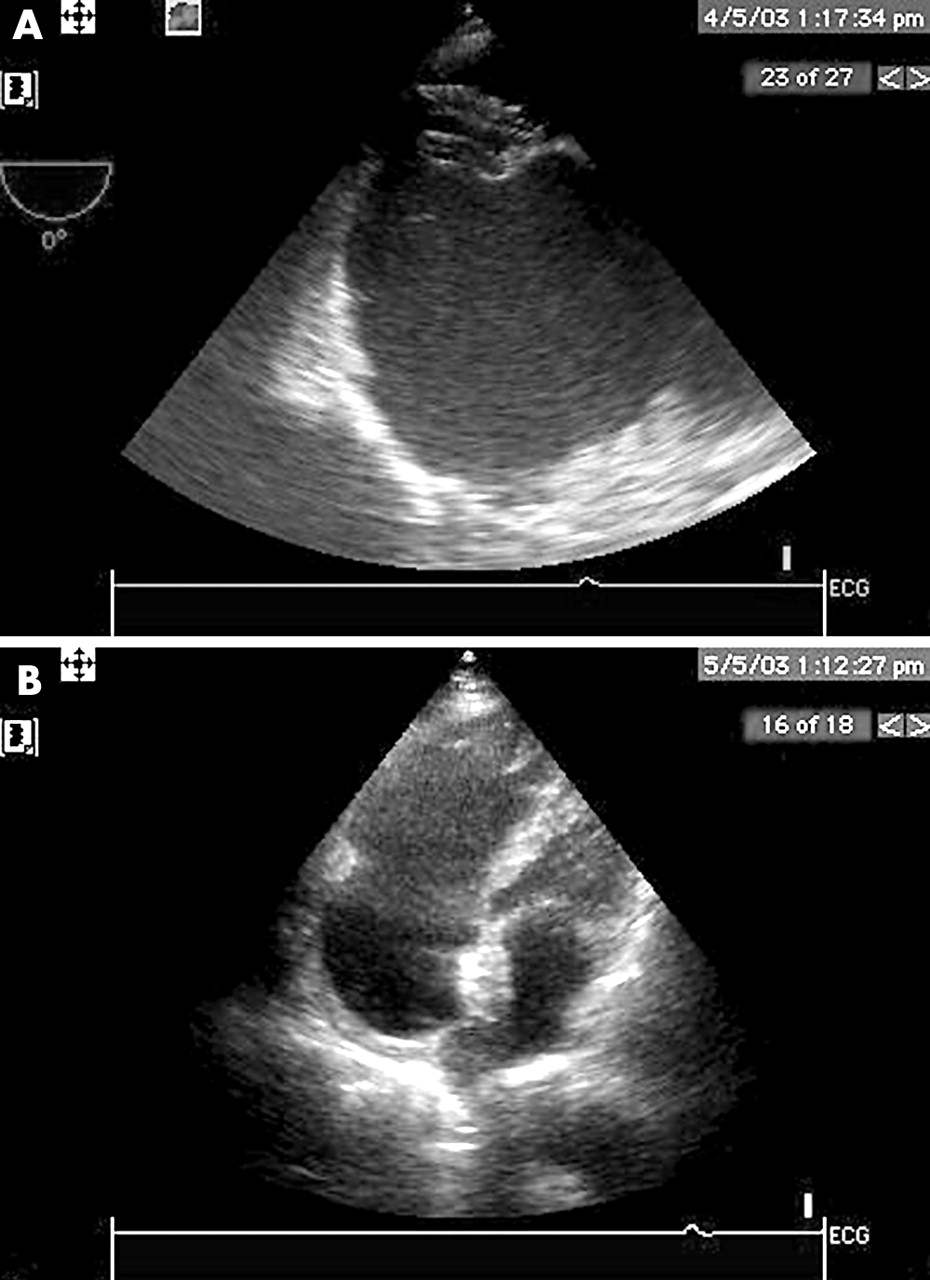 A
4/5/03 1:17:34 pm
23 of 27
0°
ECG
B
5/5/03 1:12:27 pm
16 of 18
ECG